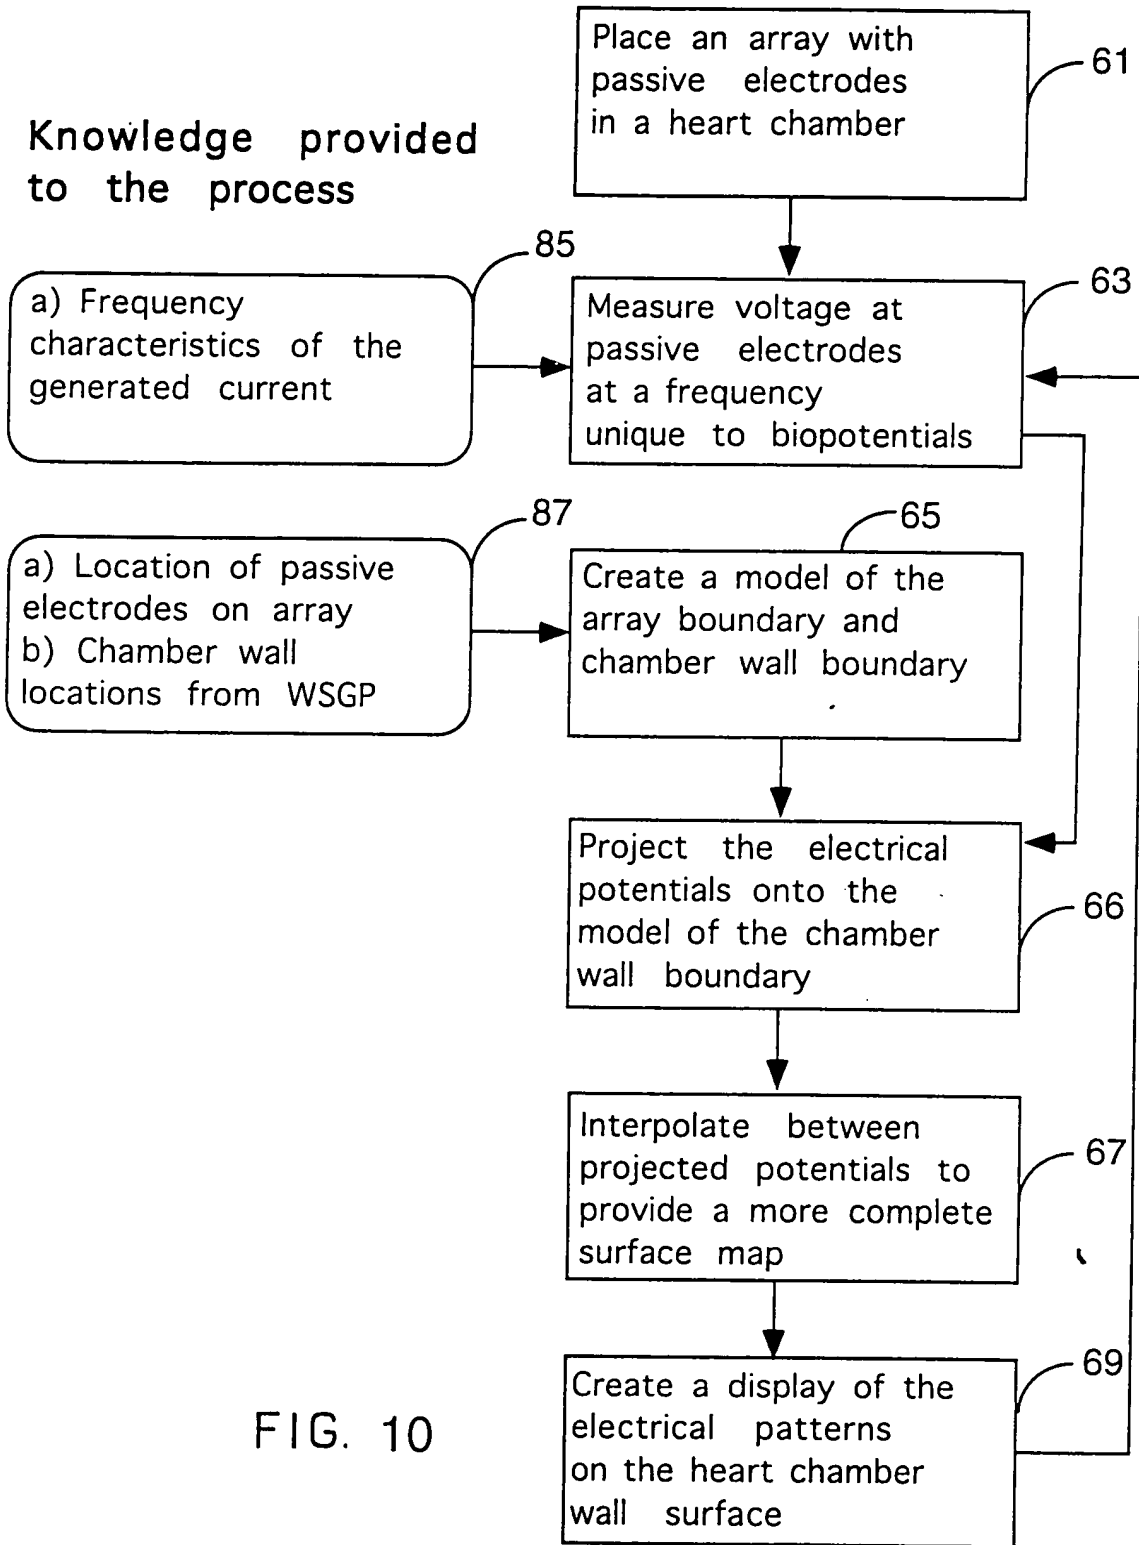 Place an array with
passive electrodes
in a heart chamber
61
Knowledge provided
to the process
85
a) Frequency
characteristics of the
generated current
Measure voltage at
passive electrodes
at a frequency
unique to biopotentials
63
87
a) Location of passive
electrodes on array
b) Chamber wall
locations from WSGP
65
Create a model of the
array boundary and
chamber wall boundary
Project the electrical
potentials onto the
model of the chamber
wall boundary
66
Interpolate between
projected potentials to
provide a more complete
surface map
67
Create a display of the
electrical patterns
on the heart chamber
wall surface
69
FIG. 10